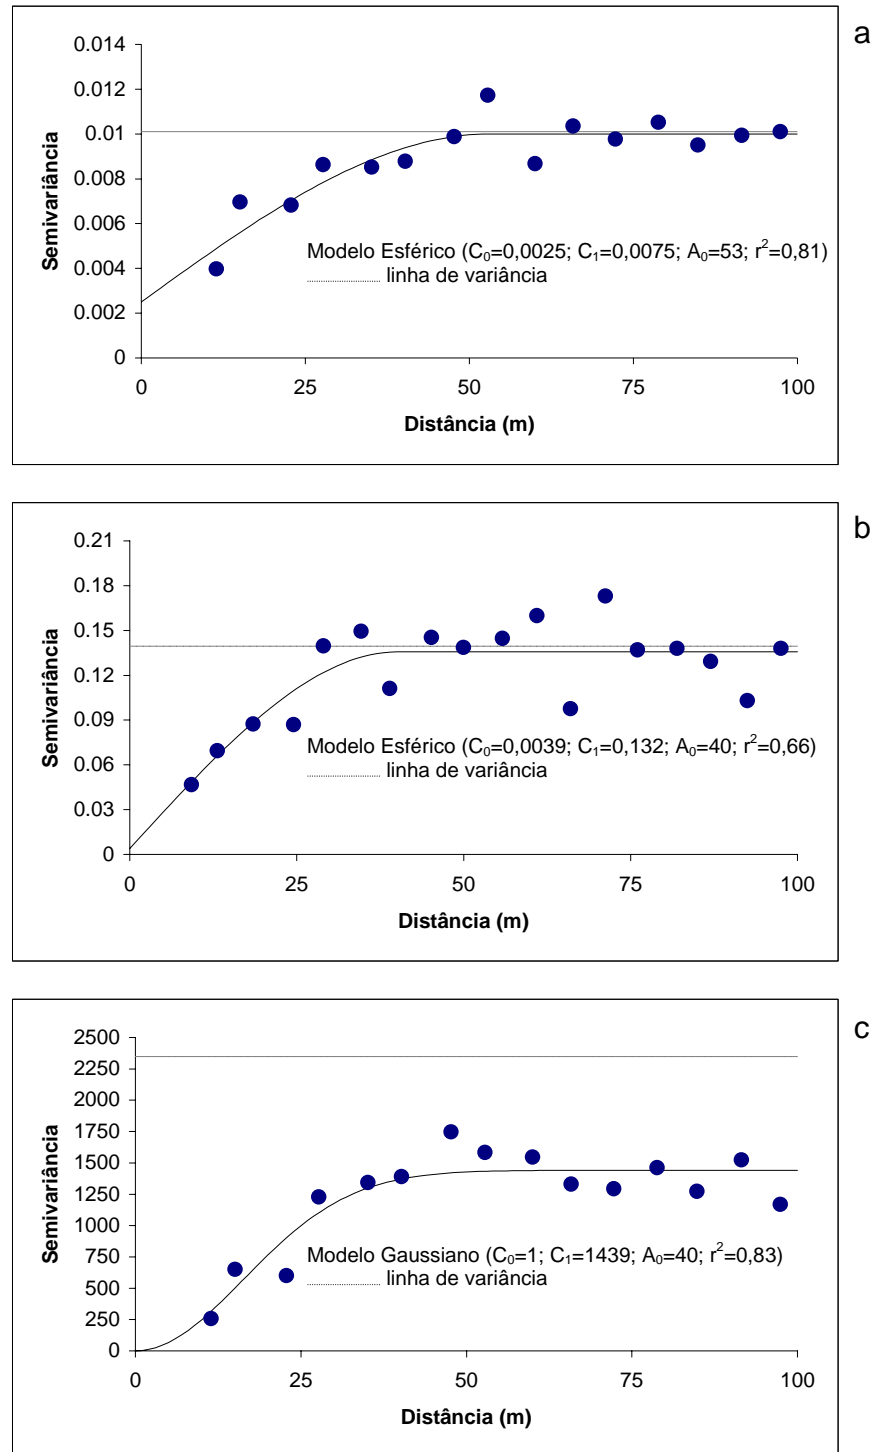 a
0.014
0.012
0.01
0.008
0.006
0.004
0.002
0
Semivariância
Modelo Esférico (C₀=0,0025; C₁=0,0075; A₀=53; r²=0,81)
linha de variância
0 25 50 75 100
Distância (m)
b
0.21
0.18
0.15
0.12
0.09
0.06
0.03
0
Semivariância
Modelo Esférico (C₀=0,0039; C₁=0,132; A₀=40; r²=0,66)
linha de variância
0 25 50 75 100
Distância (m)
c
2500
2250
2000
1750
1500
1250
1000
750
500
250
0
Semivariância
Modelo Gaussiano (C₀=1; C₁=1439; A₀=40; r²=0,83)
linha de variância
0 25 50 75 100
Distância (m)